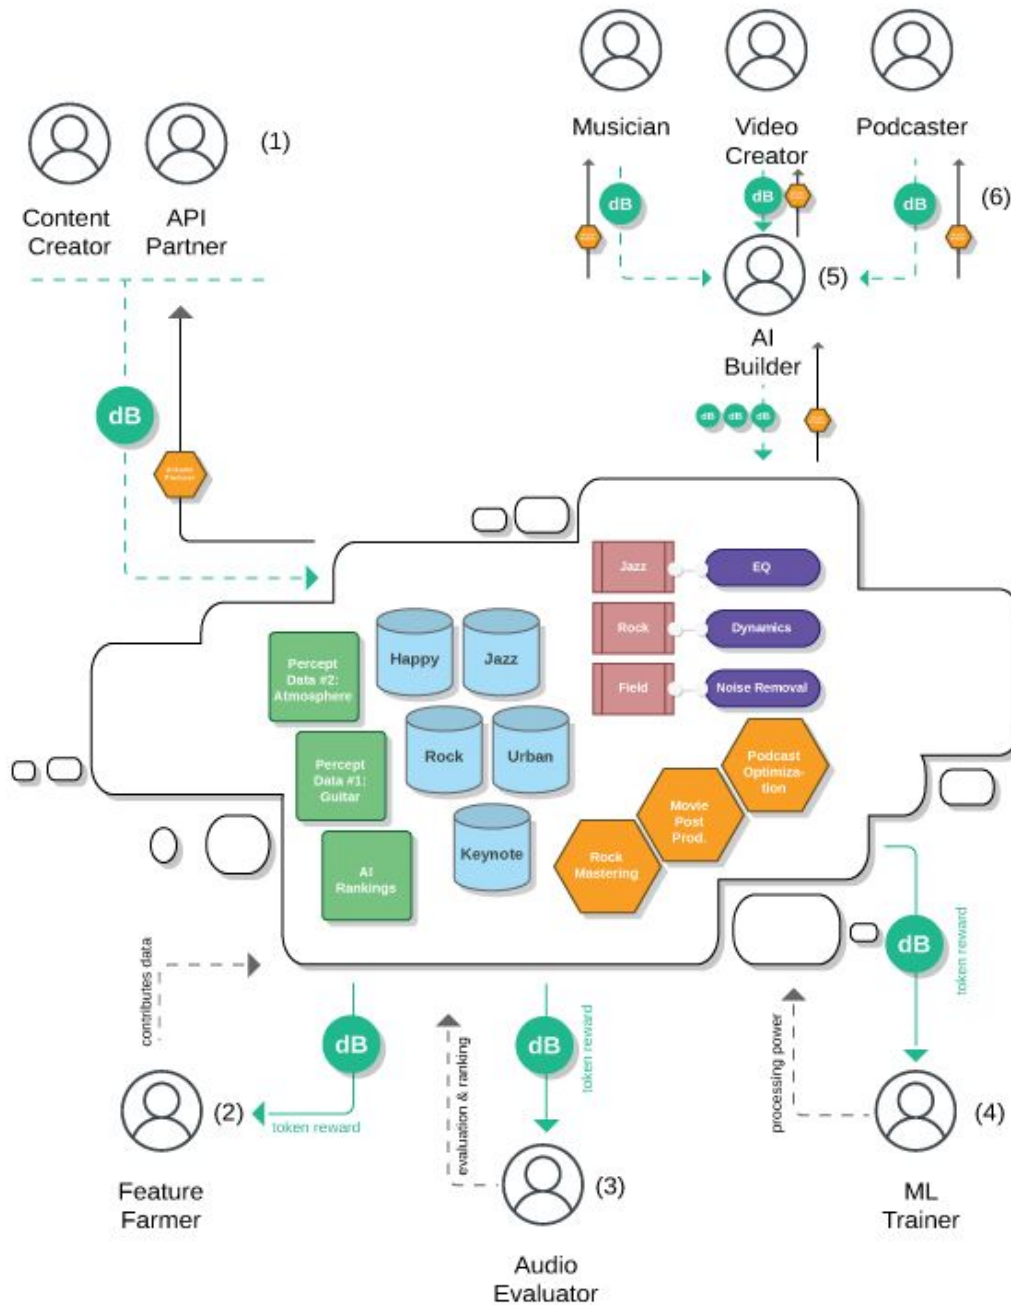 Musician
Video
Creator
Podcaster
(1)
Content
Creator
API
Partner
dB
dB
dB
(6)
(5)
AI
Builder
dB
dB
dB
dB
Jazz
EQ
Rock
Dynamics
Field
Noise Removal
Percept
Data #2:
Atmosphere
Happy
Jazz
Percept
Data #1:
Guitar
Rock
Urban
Podcast
Optimiza-
tion
Movie
Post
Prod.
Keynote
AI
Rankings
Rock
Mastering
contributes data
dB
token reward
evaluation & ranking
dB
token reward
processing power
dB
token reward
(2)
Feature
Farmer
(3)
Audio
Evaluator
(4)
ML
Trainer